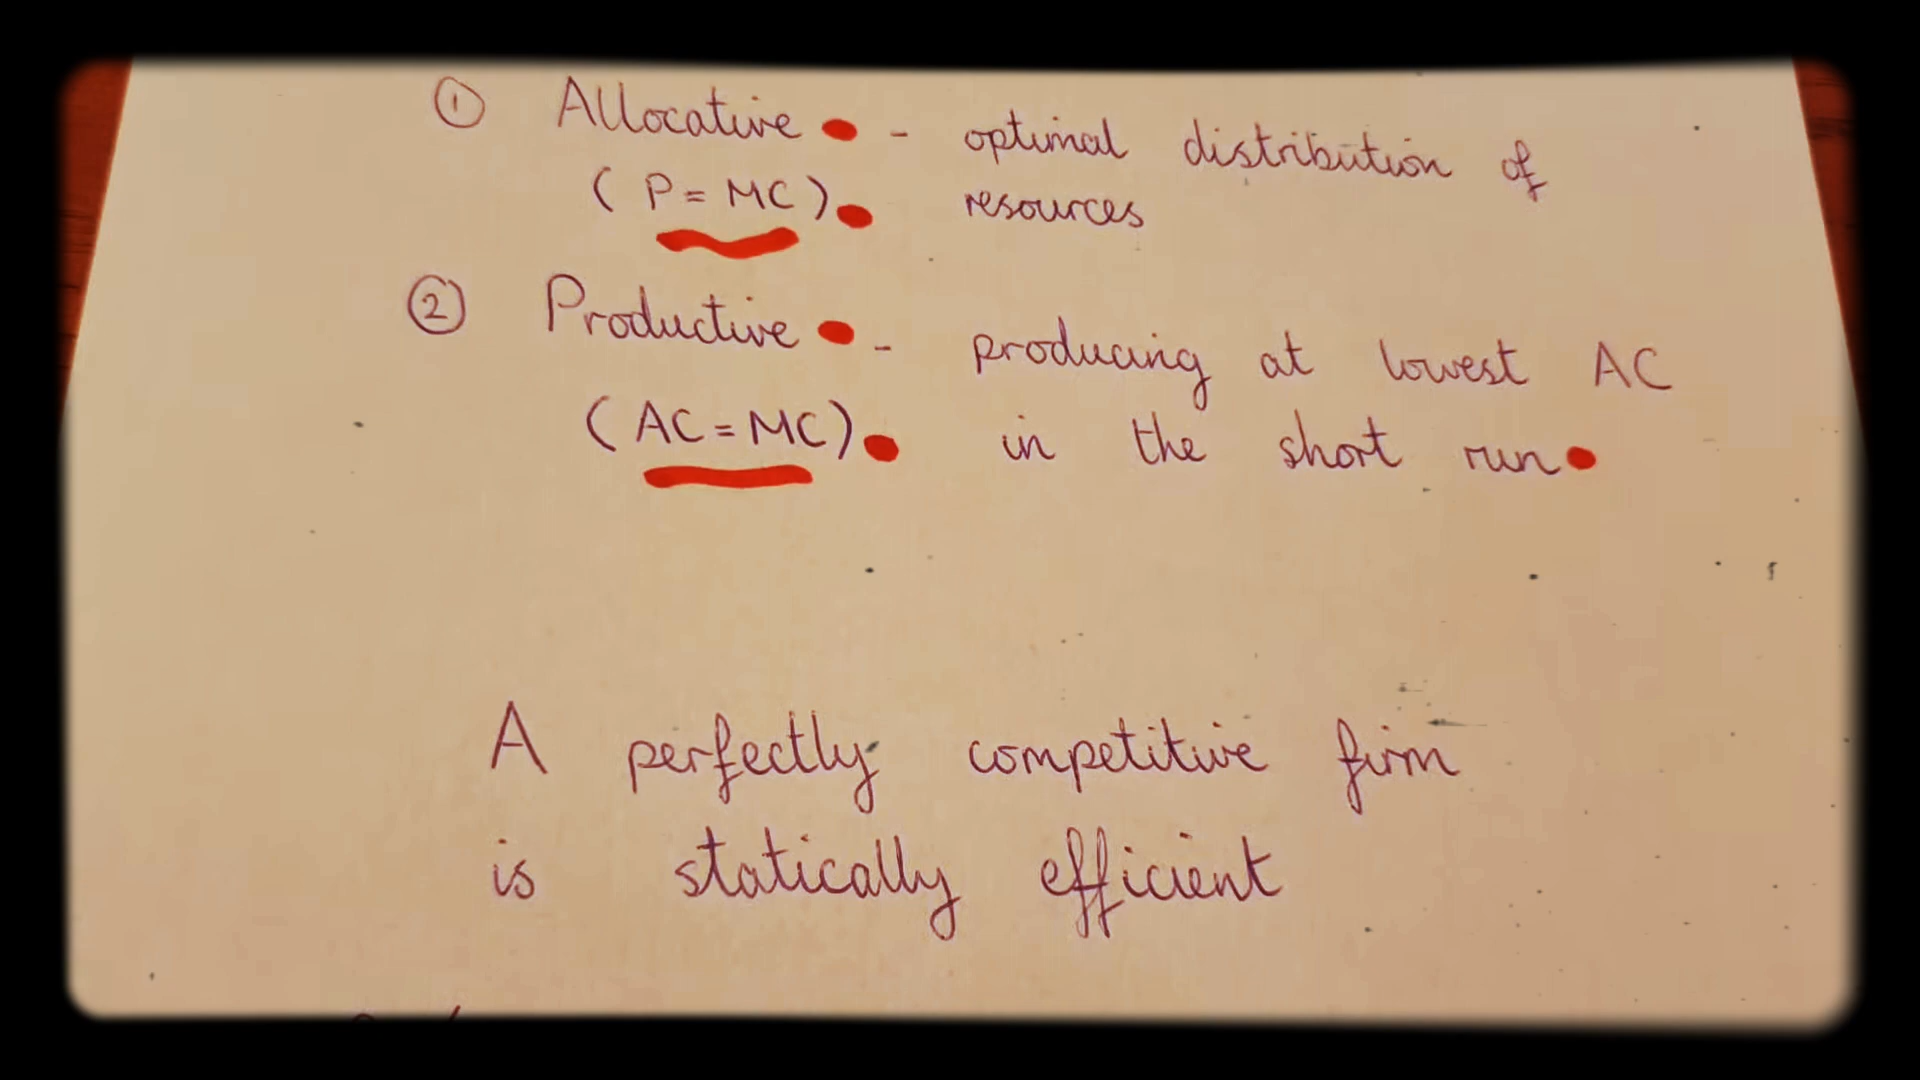 ① Allocative - optimal distribution of
(P = MC) resources
② Productive - producing at lowest AC
(AC = MC) in the short run
A perfectly competitive firm
is statically efficient